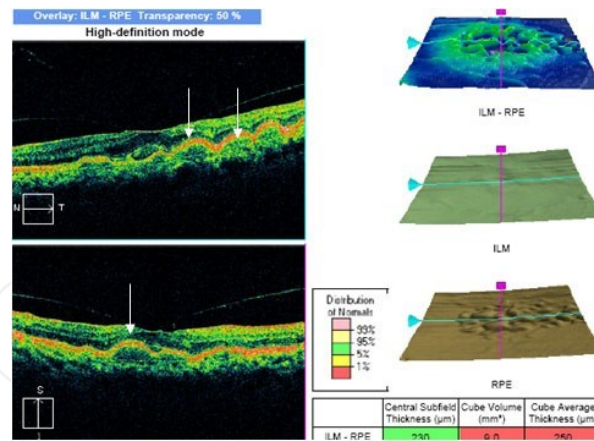 Overlay: ILM - RPE Transparency: 50 %
High-definition mode
N
T
S
I
ILM - RPE
ILM
RPE
Distribution
of Normals
99%
95%
5%
1%
Central Subfield
Thickness (µm)
Cube Volume
(mm³)
Cube Average
Thickness (µm)
ILM - RPE
230
9.0
250